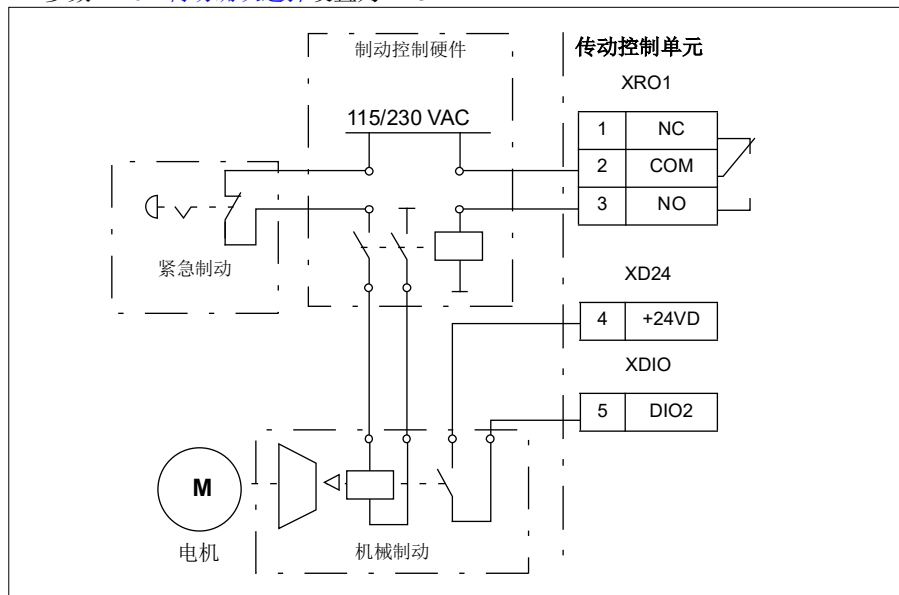 制动控制硬件
传动控制单元
XRO1
115/230 VAC
1 NC
2 COM
3 NO
紧急制动
XD24
4 +24VD
XDIO
5 DIO2
M
电机
机械制动